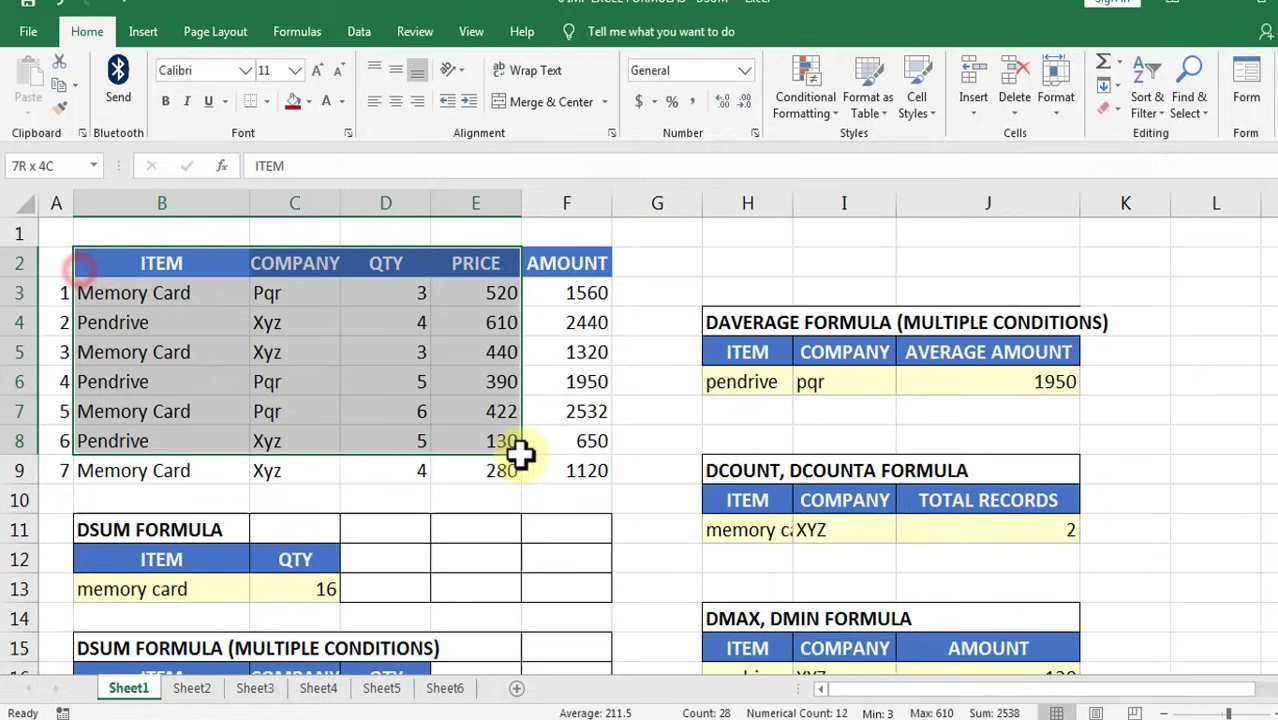 File Home Insert Page Layout Formulas Data Review View Help Tell me what you want to do
Paste Send Calibri 11 Wrap Text General Conditional Formatting Format as Table Cell Styles Insert Delete Format Sort & Filter Find & Select Form
B I U A Merge & Center $ %
Clipboard Bluetooth Font Alignment Number Styles Cells Editing Form
7R x 4C fx ITEM
A B C D E F G H I J K L
1
2 ITEM COMPANY QTY PRICE AMOUNT
3 1 Memory Card Pqr 3 520 1560
4 2 Pendrive Xyz 4 610 2440 DAVERAGE FORMULA (MULTIPLE CONDITIONS)
5 3 Memory Card Xyz 3 440 1320 ITEM COMPANY AVERAGE AMOUNT
6 4 Pendrive Pqr 5 390 1950 pendrive pqr 1950
7 5 Memory Card Pqr 6 422 2532
8 6 Pendrive Xyz 5 130 650
9 7 Memory Card Xyz 4 280 1120 DCOUNT, DCOUNTA FORMULA
10 ITEM COMPANY TOTAL RECORDS
11 DSUM FORMULA memory ca XYZ 2
12 ITEM QTY
13 memory card 16
14 DMAX, DMIN FORMULA
15 DSUM FORMULA (MULTIPLE CONDITIONS) ITEM COMPANY AMOUNT
Sheet1 Sheet2 Sheet3 Sheet4 Sheet5 Sheet6
Ready Average: 211.5 Count: 28 Numerical Count: 12 Min: 3 Max: 610 Sum: 2538